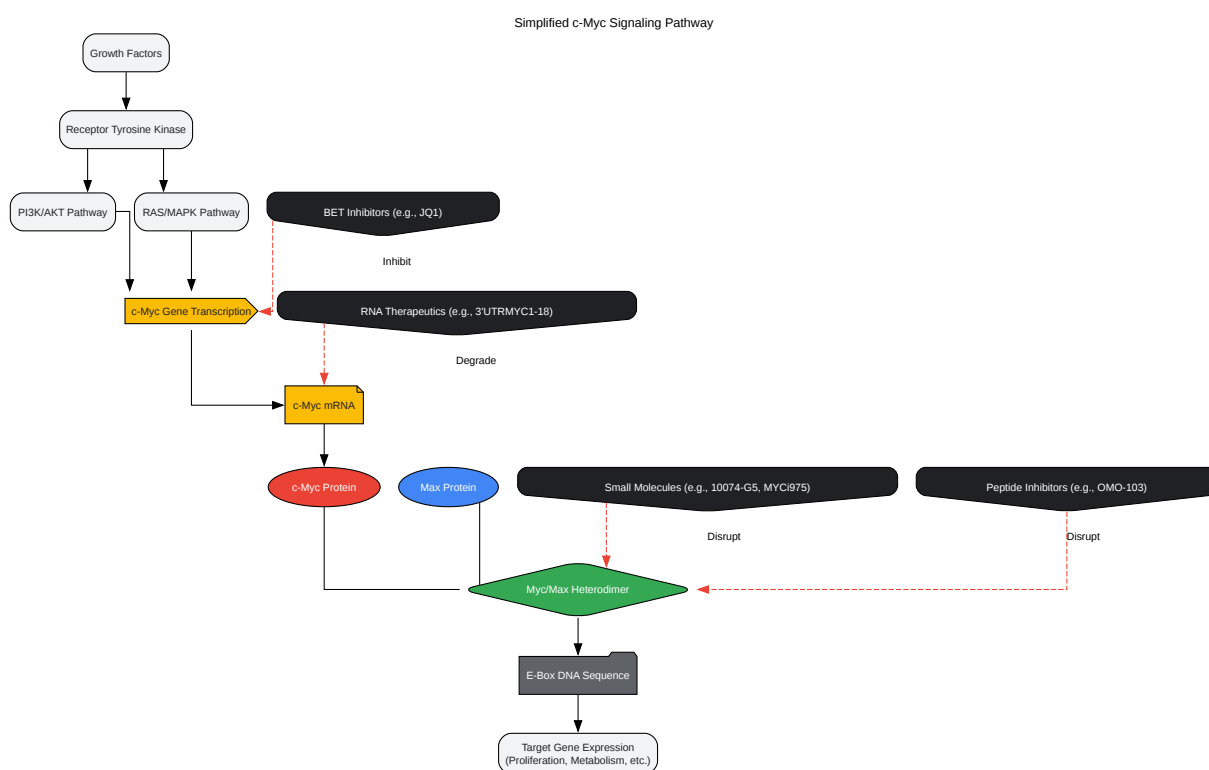 Simplified c-Myc Signaling Pathway
Growth Factors
Receptor Tyrosine Kinase
PI3K/AKT Pathway
RAS/MAPK Pathway
BET Inhibitors (e.g., JQ1)
Inhibit
c-Myc Gene Transcription
RNA Therapeutics (e.g., 3'UTRMYC1-18)
Degrade
c-Myc mRNA
c-Myc Protein
Max Protein
Small Molecules (e.g., 10074-G5, MYCi975)
Peptide Inhibitors (e.g., OMO-103)
Disrupt
Disrupt
Myc/Max Heterodimer
E-Box DNA Sequence
Target Gene Expression
(Proliferation, Metabolism, etc.)